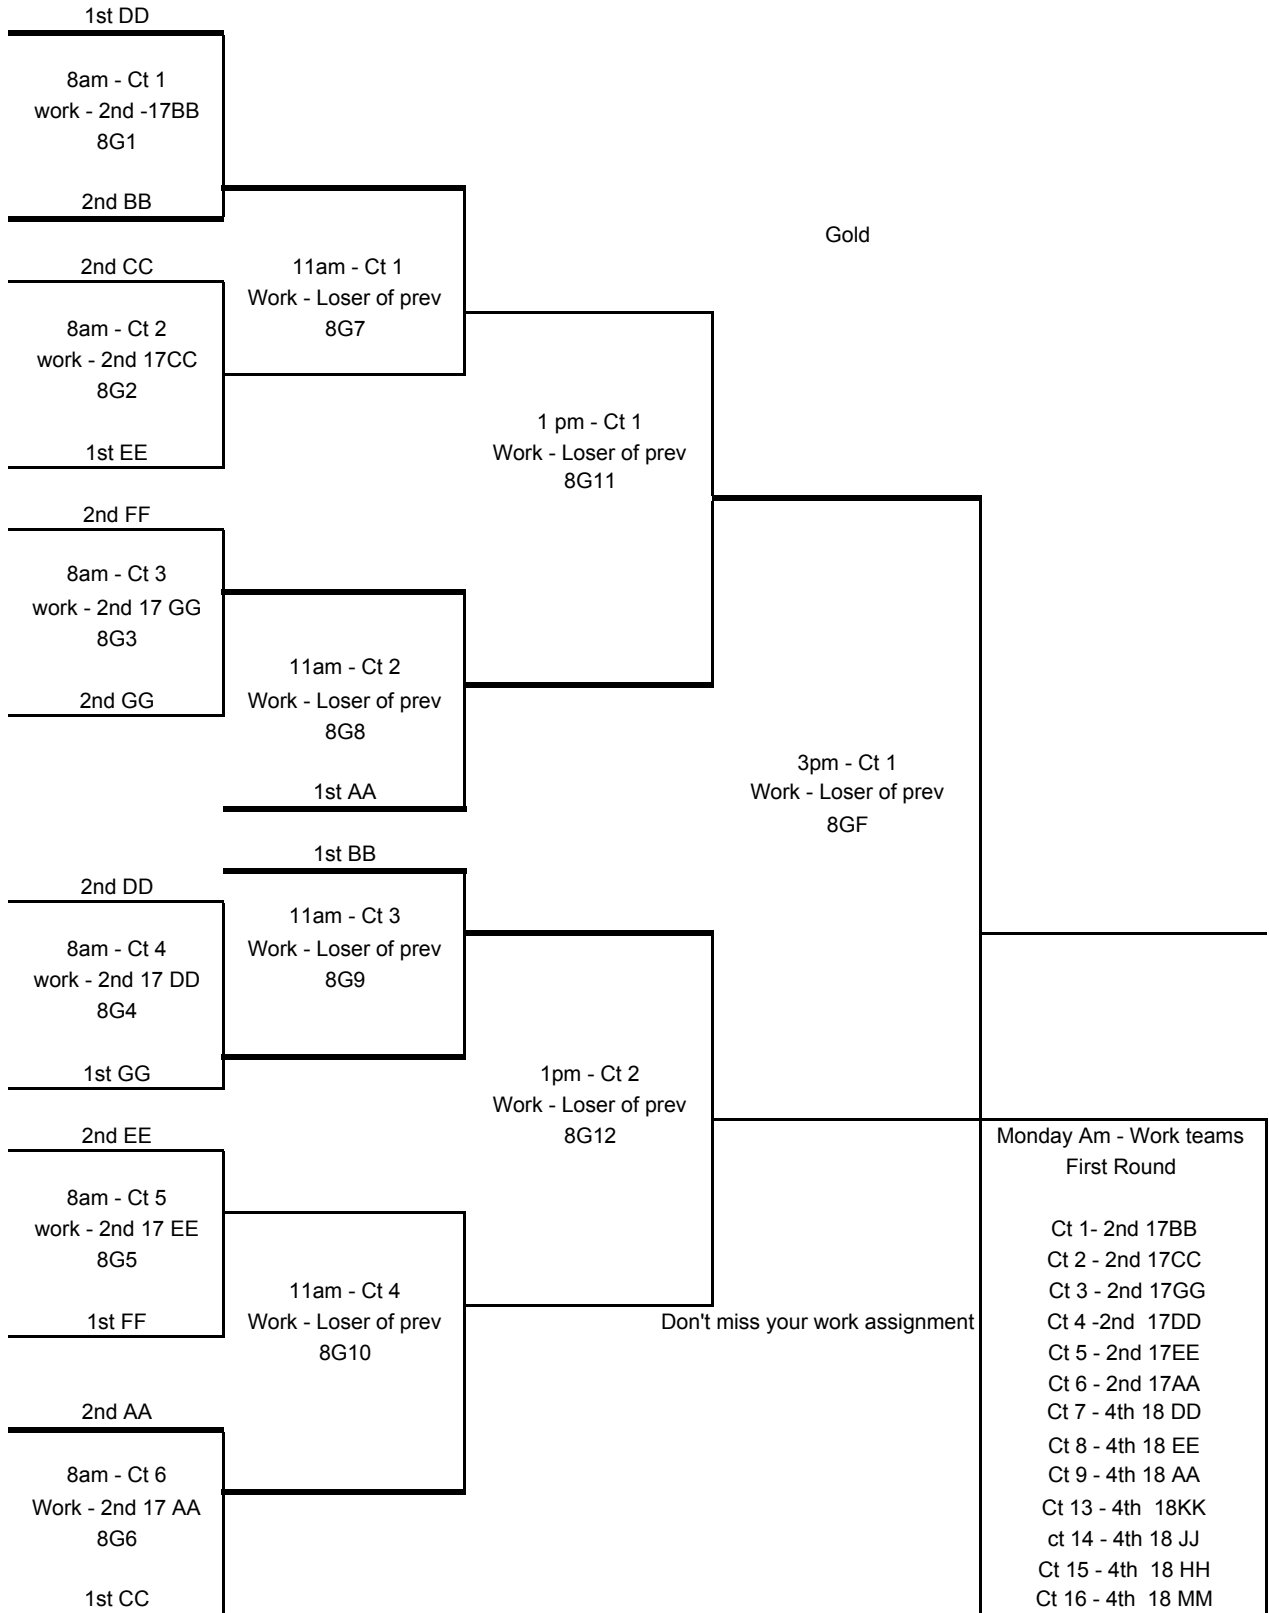 1st DD
8am - Ct 1
work - 2nd -17BB
8G1
2nd BB
Gold
2nd CC
11am - Ct 1
Work - Loser of prev
8G7
8am - Ct 2
work - 2nd 17CC
8G2
1 pm - Ct 1
Work - Loser of prev
8G11
1st EE
2nd FF
8am - Ct 3
work - 2nd 17 GG
8G3
11am - Ct 2
Work - Loser of prev
8G8
2nd GG
3pm - Ct 1
Work - Loser of prev
8GF
1st AA
1st BB
2nd DD
11am - Ct 3
Work - Loser of prev
8G9
8am - Ct 4
work - 2nd 17 DD
8G4
1st GG
1pm - Ct 2
Work - Loser of prev
8G12
2nd EE
8am - Ct 5
work - 2nd 17 EE
8G5
11am - Ct 4
Work - Loser of prev
8G10
1st FF
Don't miss your work assignment
2nd AA
8am - Ct 6
Work - 2nd 17 AA
8G6
1st CC
Monday Am - Work teams
First Round
Ct 1- 2nd 17BB
Ct 2 - 2nd 17CC
Ct 3 - 2nd 17GG
Ct 4 -2nd  17DD
Ct 5 - 2nd 17EE
Ct 6 - 2nd 17AA
Ct 7 - 4th 18 DD
Ct 8 - 4th 18 EE
Ct 9 - 4th 18 AA
Ct 13 - 4th  18KK
ct 14 - 4th 18 JJ
Ct 15 - 4th  18 HH
Ct 16 - 4th  18 MM